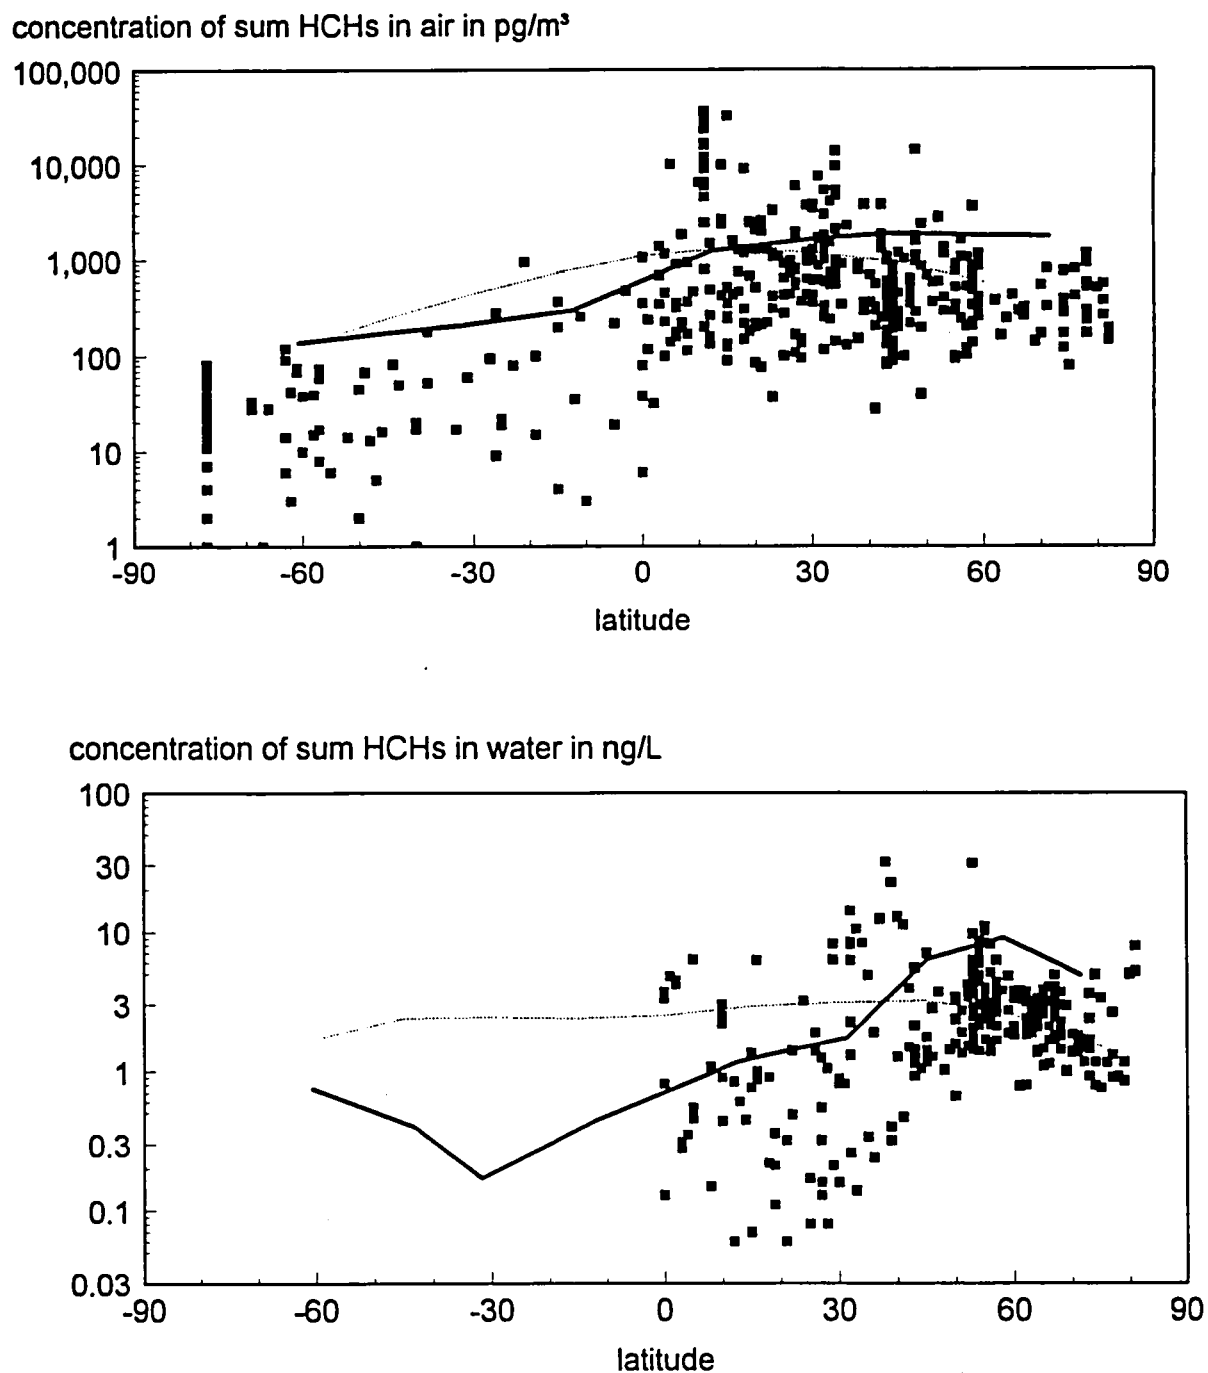 concentration of sum HCHs in air in pg/m³
100,000
10,000
1,000
100
10
1
-90 -60 -30 0 30 60 90
latitude
concentration of sum HCHs in water in ng/L
100
30
10
3
1
0.3
0.1
0.03
-90 -60 -30 0 30 60 90
latitude